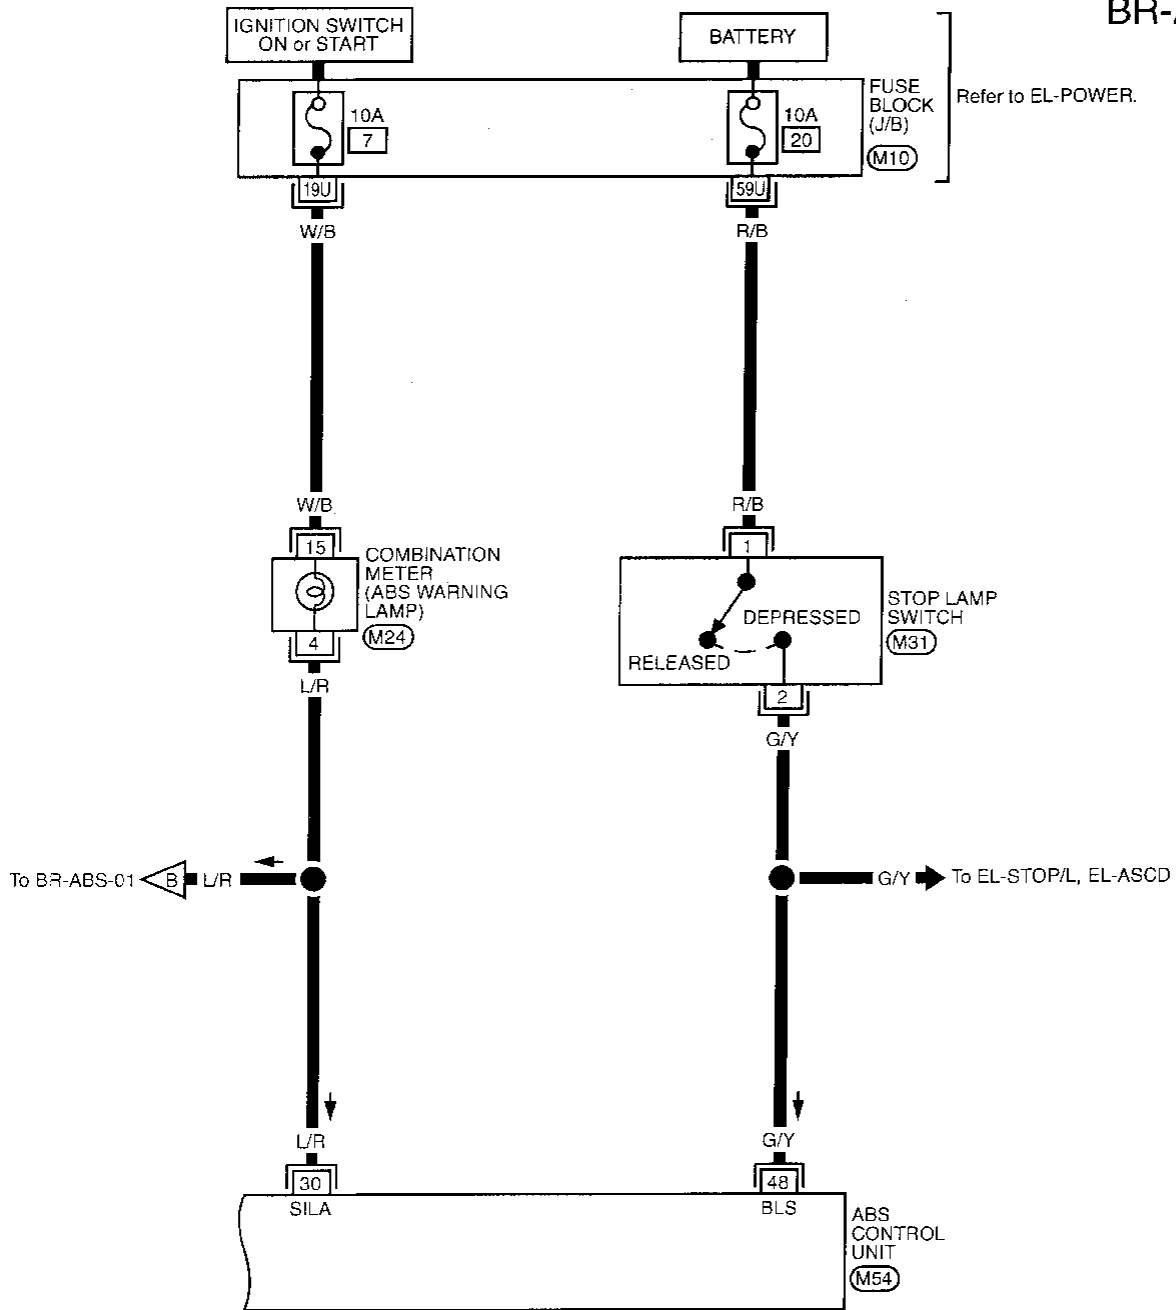 BR-
IGNITION SWITCH
ON or START
BATTERY
FUSE
BLOCK
(J/B)
M10
Refer to EL-POWER.
10A
7
10A
20
19U
59U
W/B
R/B
W/B
R/B
15
1
COMBINATION
METER
(ABS WARNING
LAMP)
M24
DEPRESSED
RELEASED
STOP LAMP
SWITCH
M31
4
2
L/R
G/Y
To BR-ABS-01
B
L/R
G/Y
To EL-STOP/L, EL-ASCD
L/R
G/Y
30
48
SILA
BLS
ABS
CONTROL
UNIT
M54